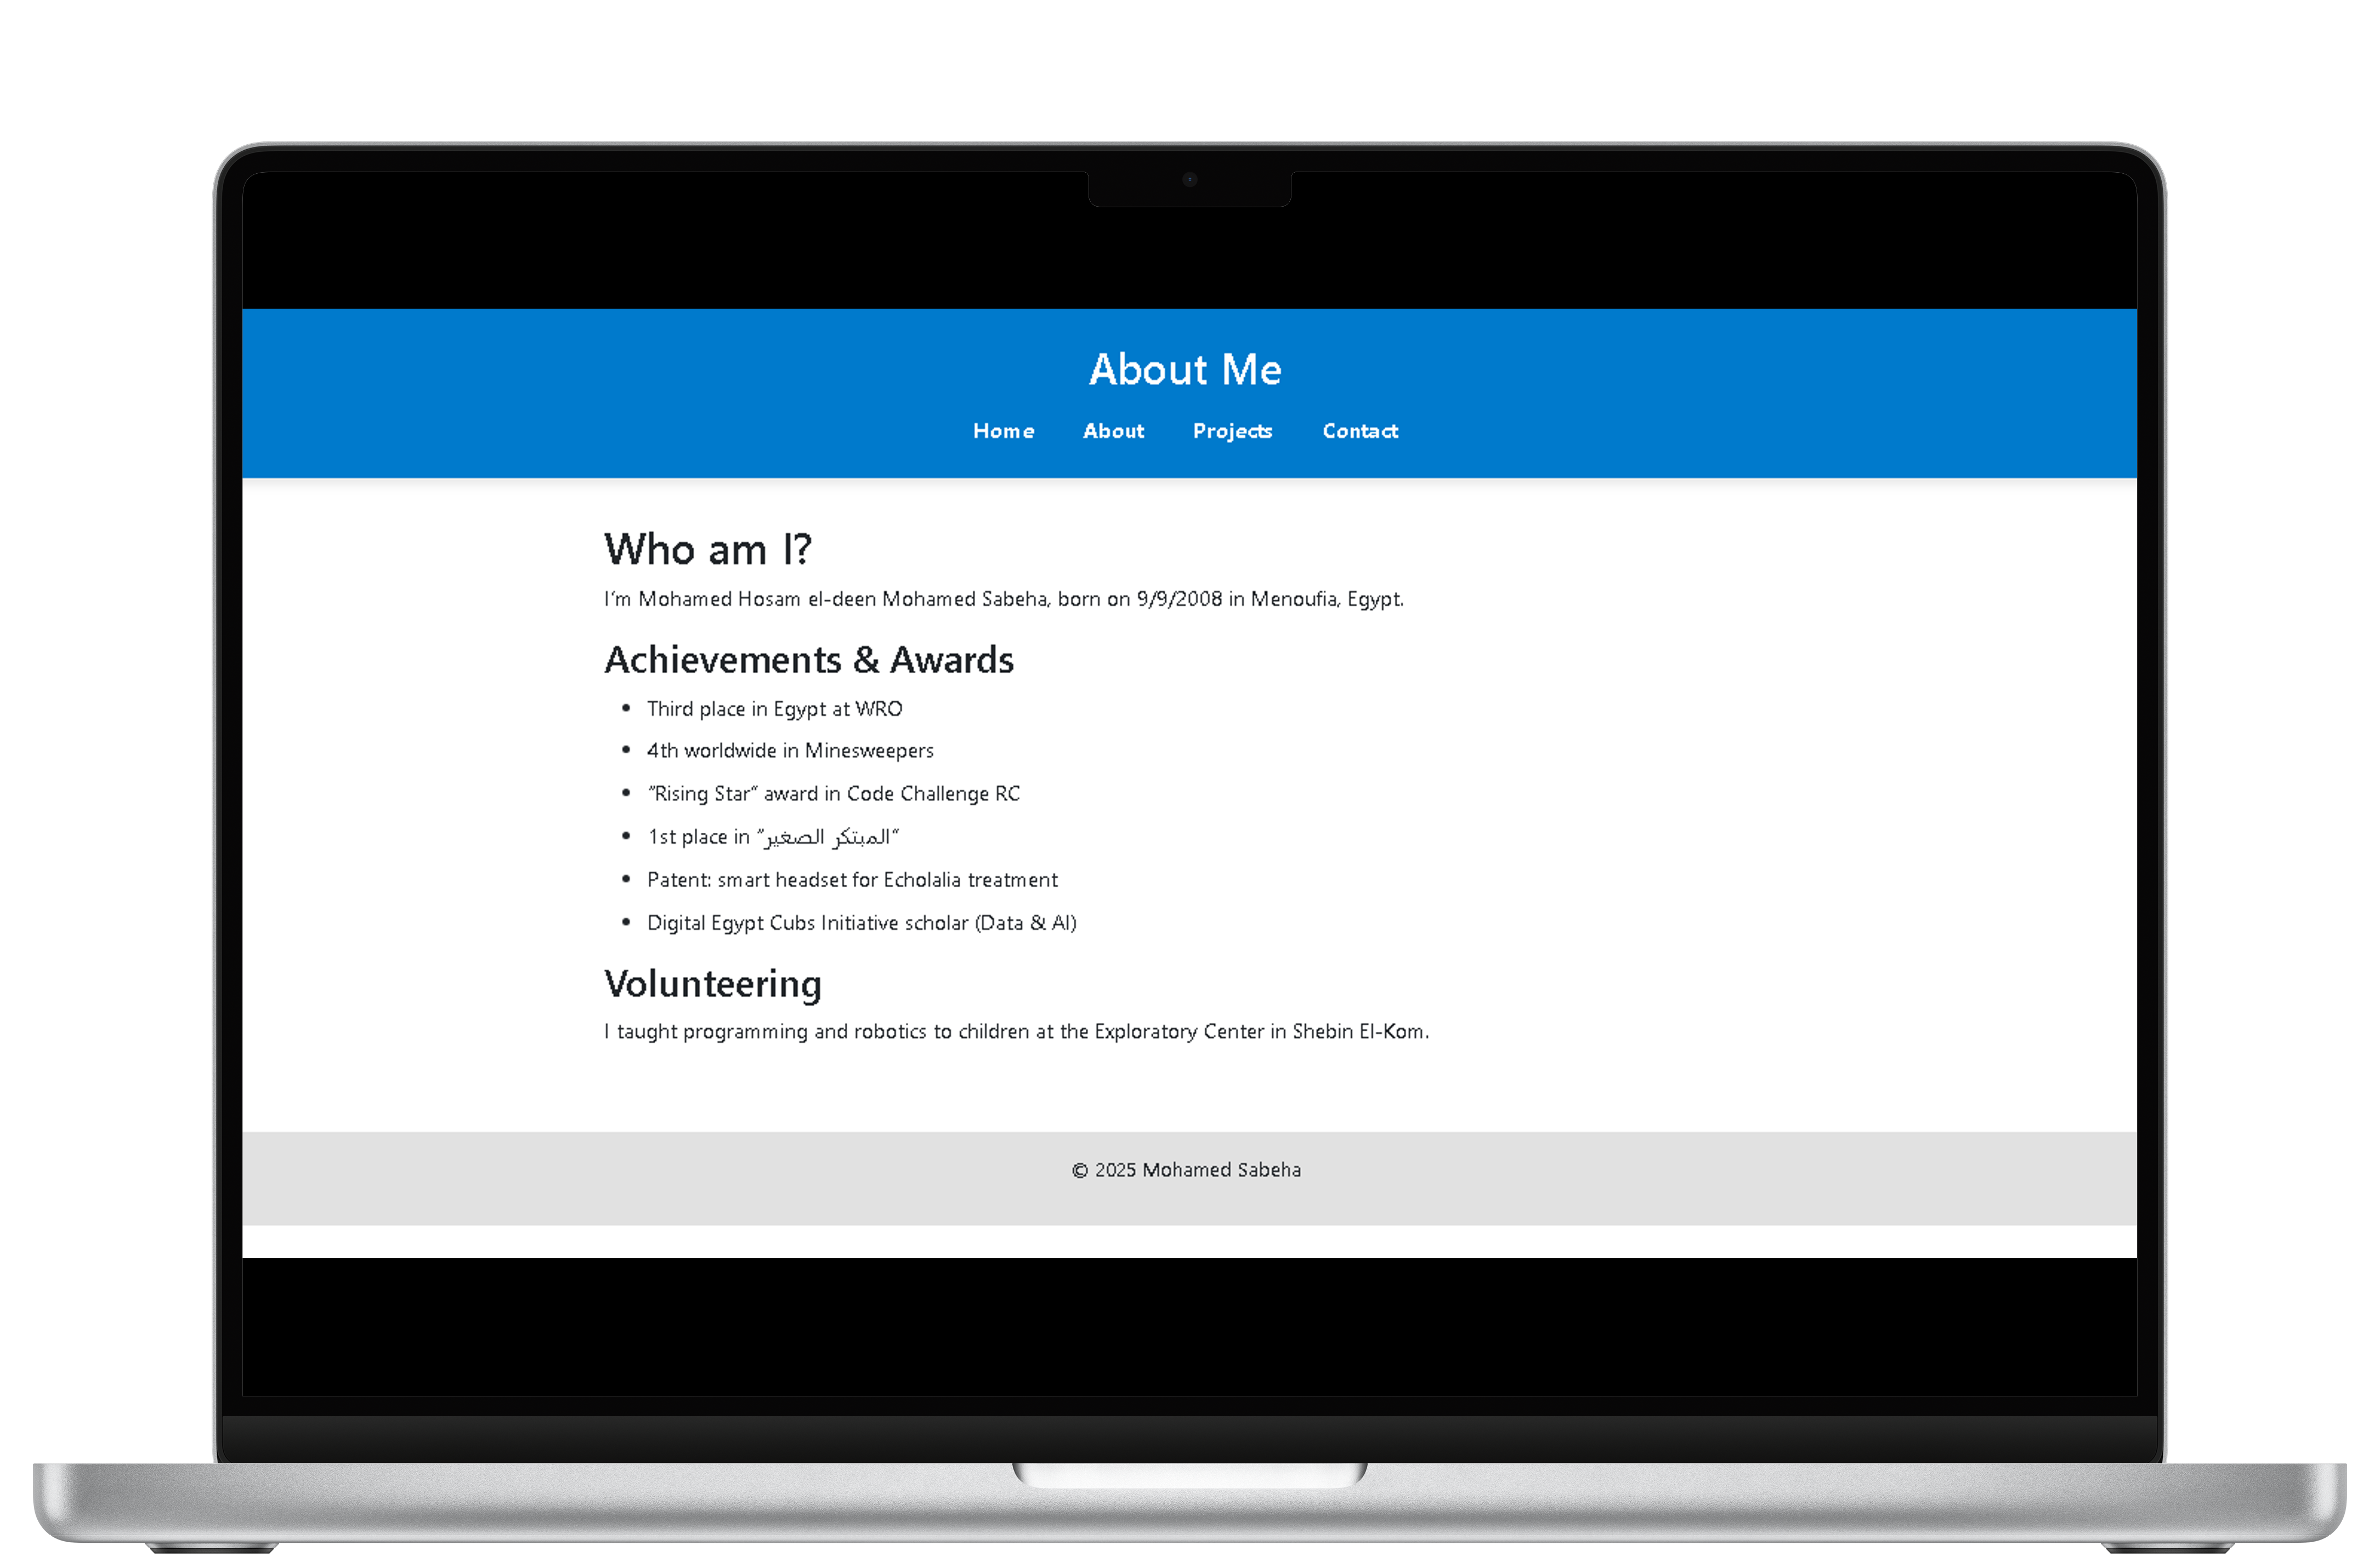 About Me
Home About Projects Contact
Who am I?
I'm Mohamed Hosam el-deen Mohamed Sabeha, born on 9/9/2008 in Menoufia, Egypt.
Achievements & Awards
• Third place in Egypt at WRO
• 4th worldwide in Minesweepers
• "Rising Star" award in Code Challenge RC
• 1st place in "المبتكر الصغير"
• Patent: smart headset for Echolalia treatment
• Digital Egypt Cubs Initiative scholar (Data & AI)
Volunteering
I taught programming and robotics to children at the Exploratory Center in Shebin El-Kom.
© 2025 Mohamed Sabeha